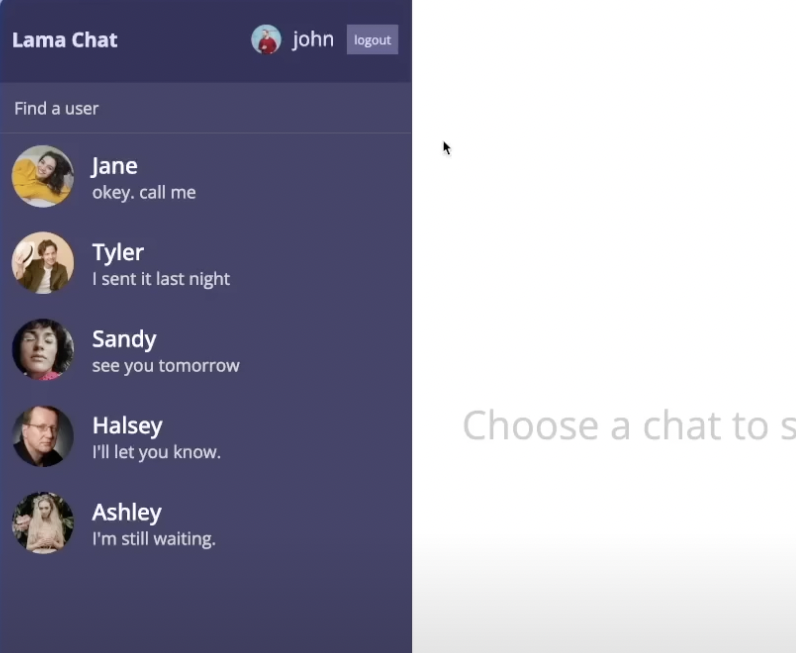 Lama Chat
john
logout
Find a user
Jane
okey. call me
Tyler
I sent it last night
Sandy
see you tomorrow
Halsey
I'll let you know.
Ashley
I'm still waiting.
Choose a chat to s